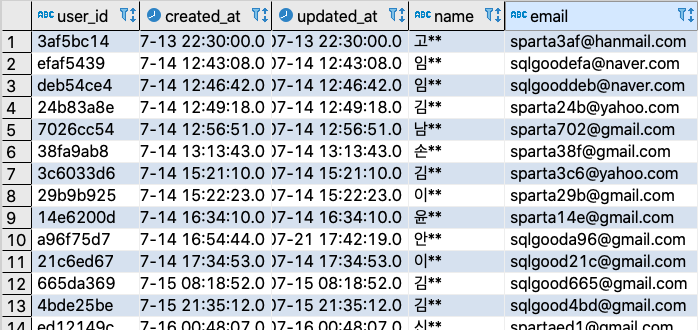 ABC user_id created_at updated_at ABC name ABC email
1 3af5bc14 7-13 22:30:00.0 07-13 22:30:00.0 고** sparta3af@hanmail.com
2 efaf5439 7-14 12:43:08.0 07-14 12:43:08.0 임** sqlgoodefa@naver.com
3 deb54ce4 7-14 12:46:42.0 07-14 12:46:42.0 임** sqlgooddeb@naver.com
4 24b83a8e 7-14 12:49:18.0 07-14 12:49:18.0 김** sparta24b@yahoo.com
5 7026cc54 7-14 12:56:51.0 07-14 12:56:51.0 남** sparta702@gmail.com
6 38fa9ab8 7-14 13:13:43.0 07-14 13:13:43.0 손** sparta38f@gmail.com
7 3c6033d6 7-14 15:21:10.0 07-14 15:21:10.0 김** sparta3c6@yahoo.com
8 29b9b925 7-14 15:22:23.0 07-14 15:22:23.0 이** sparta29b@gmail.com
9 14e6200d 7-14 16:34:10.0 07-14 16:34:10.0 윤** sparta14e@gmail.com
10 a96f75d7 7-14 16:54:44.0 07-21 17:42:19.0 안** sqlgooda96@gmail.com
11 21c6ed67 7-14 17:34:53.0 07-14 17:34:53.0 이** sqlgood21c@gmail.com
12 665da369 7-15 08:18:52.0 07-15 08:18:52.0 김** sqlgood665@gmail.com
13 4bde25be 7-15 21:35:12.0 07-15 21:35:12.0 김** sqlgood4bd@gmail.com
14 ed12149c 7-16 00:48:07.0 07-16 00:48:07.0 신** spartaed1@gmail.com